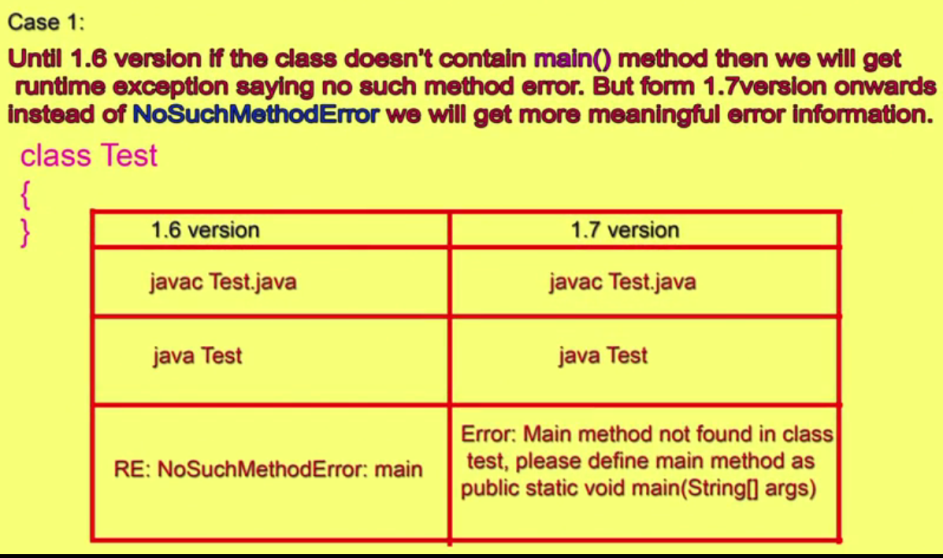 Case 1:
Until 1.6 version if the class doesn't contain main() method then we will get
runtime exception saying no such method error. But form 1.7version onwards
instead of NoSuchMethodError we will get more meaningful error information.
class Test
{
}
1.6 version 1.7 version
javac Test.java javac Test.java
java Test java Test
RE: NoSuchMethodError: main
Error: Main method not found in class
test, please define main method as
public static void main(String[] args)